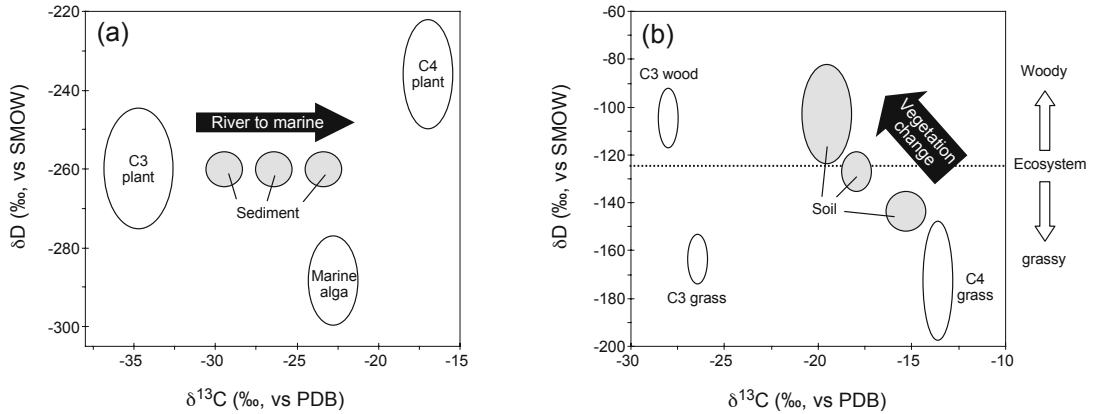 (a)
-220
-240
-260
-280
-300
δD (‰, vs SMOW)
C4
plant
River to marine
C3
plant
Sediment
Marine
alga
-35
-30
-25
-20
-15
δ13C (‰, vs PDB)
(b)
-60
-80
-100
-120
-140
-160
-180
-200
δD (‰, vs SMOW)
C3 wood
Vegetation
change
Soil
C3 grass
C4
grass
-30
-25
-20
-15
-10
δ13C (‰, vs PDB)
Woody
Ecosystem
grassy